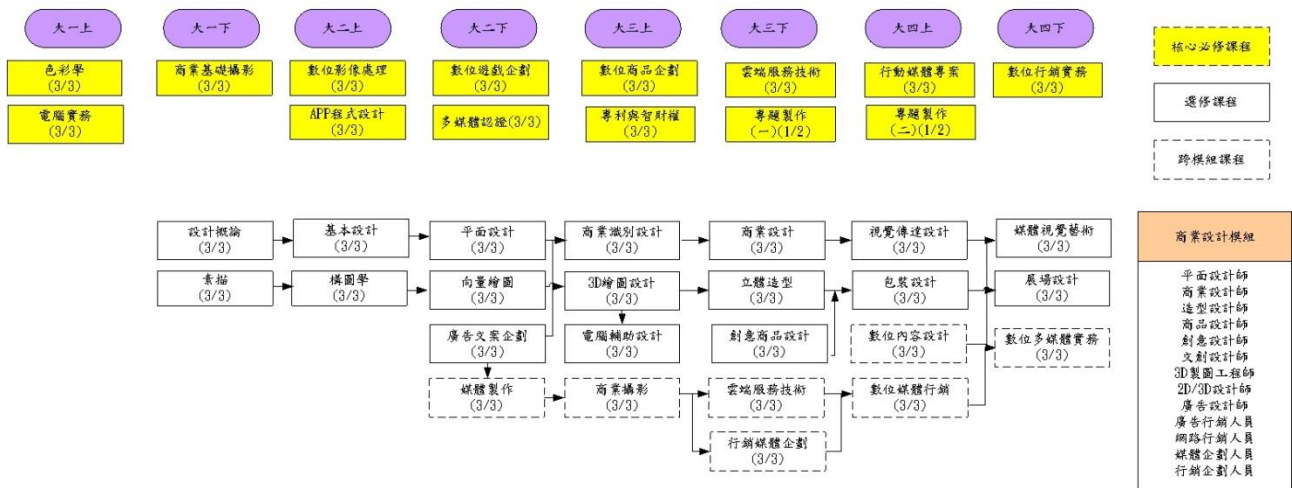 大一上
大一下
大二上
大二下
大三上
大三下
大四上
大四下
核心必修課程
色彩學
(3/3)
商業基礎攝影
(3/3)
數位影像處理
(3/3)
數位遊戲企劃
(3/3)
數位商品企劃
(3/3)
雲端服務技術
(3/3)
行動媒體專案
(3/3)
數位行銷實務
(3/3)
選修課程
電腦實務
(3/3)
APP程式設計
(3/3)
多媒體認證(3/3)
專利與智財權
(3/3)
專題製作
(一)(1/2)
專題製作
(二)(1/2)
跨模組課程
設計概論
(3/3)
基本設計
(3/3)
平面設計
(3/3)
商業識別設計
(3/3)
商業設計
(3/3)
視覺傳達設計
(3/3)
媒體視覺藝術
(3/3)
素描
(3/3)
構圖學
(3/3)
向量繪圖
(3/3)
3D繪圖設計
(3/3)
立體造型
(3/3)
包裝設計
(3/3)
展場設計
(3/3)
廣告文案企劃
(3/3)
電腦輔助設計
(3/3)
創意商品設計
(3/3)
數位內容設計
(3/3)
數位多媒體實務
(3/3)
媒體製作
(3/3)
商業攝影
(3/3)
雲端服務技術
(3/3)
數位媒體行銷
(3/3)
行銷媒體企劃
(3/3)
商業設計模組
平面設計師
商業設計師
造型設計師
商品設計師
創意設計師
文創設計師
3D製圖工程師
2D/3D設計師
廣告設計師
廣告行銷人員
網路行銷人員
媒體企劃人員
行銷企劃人員